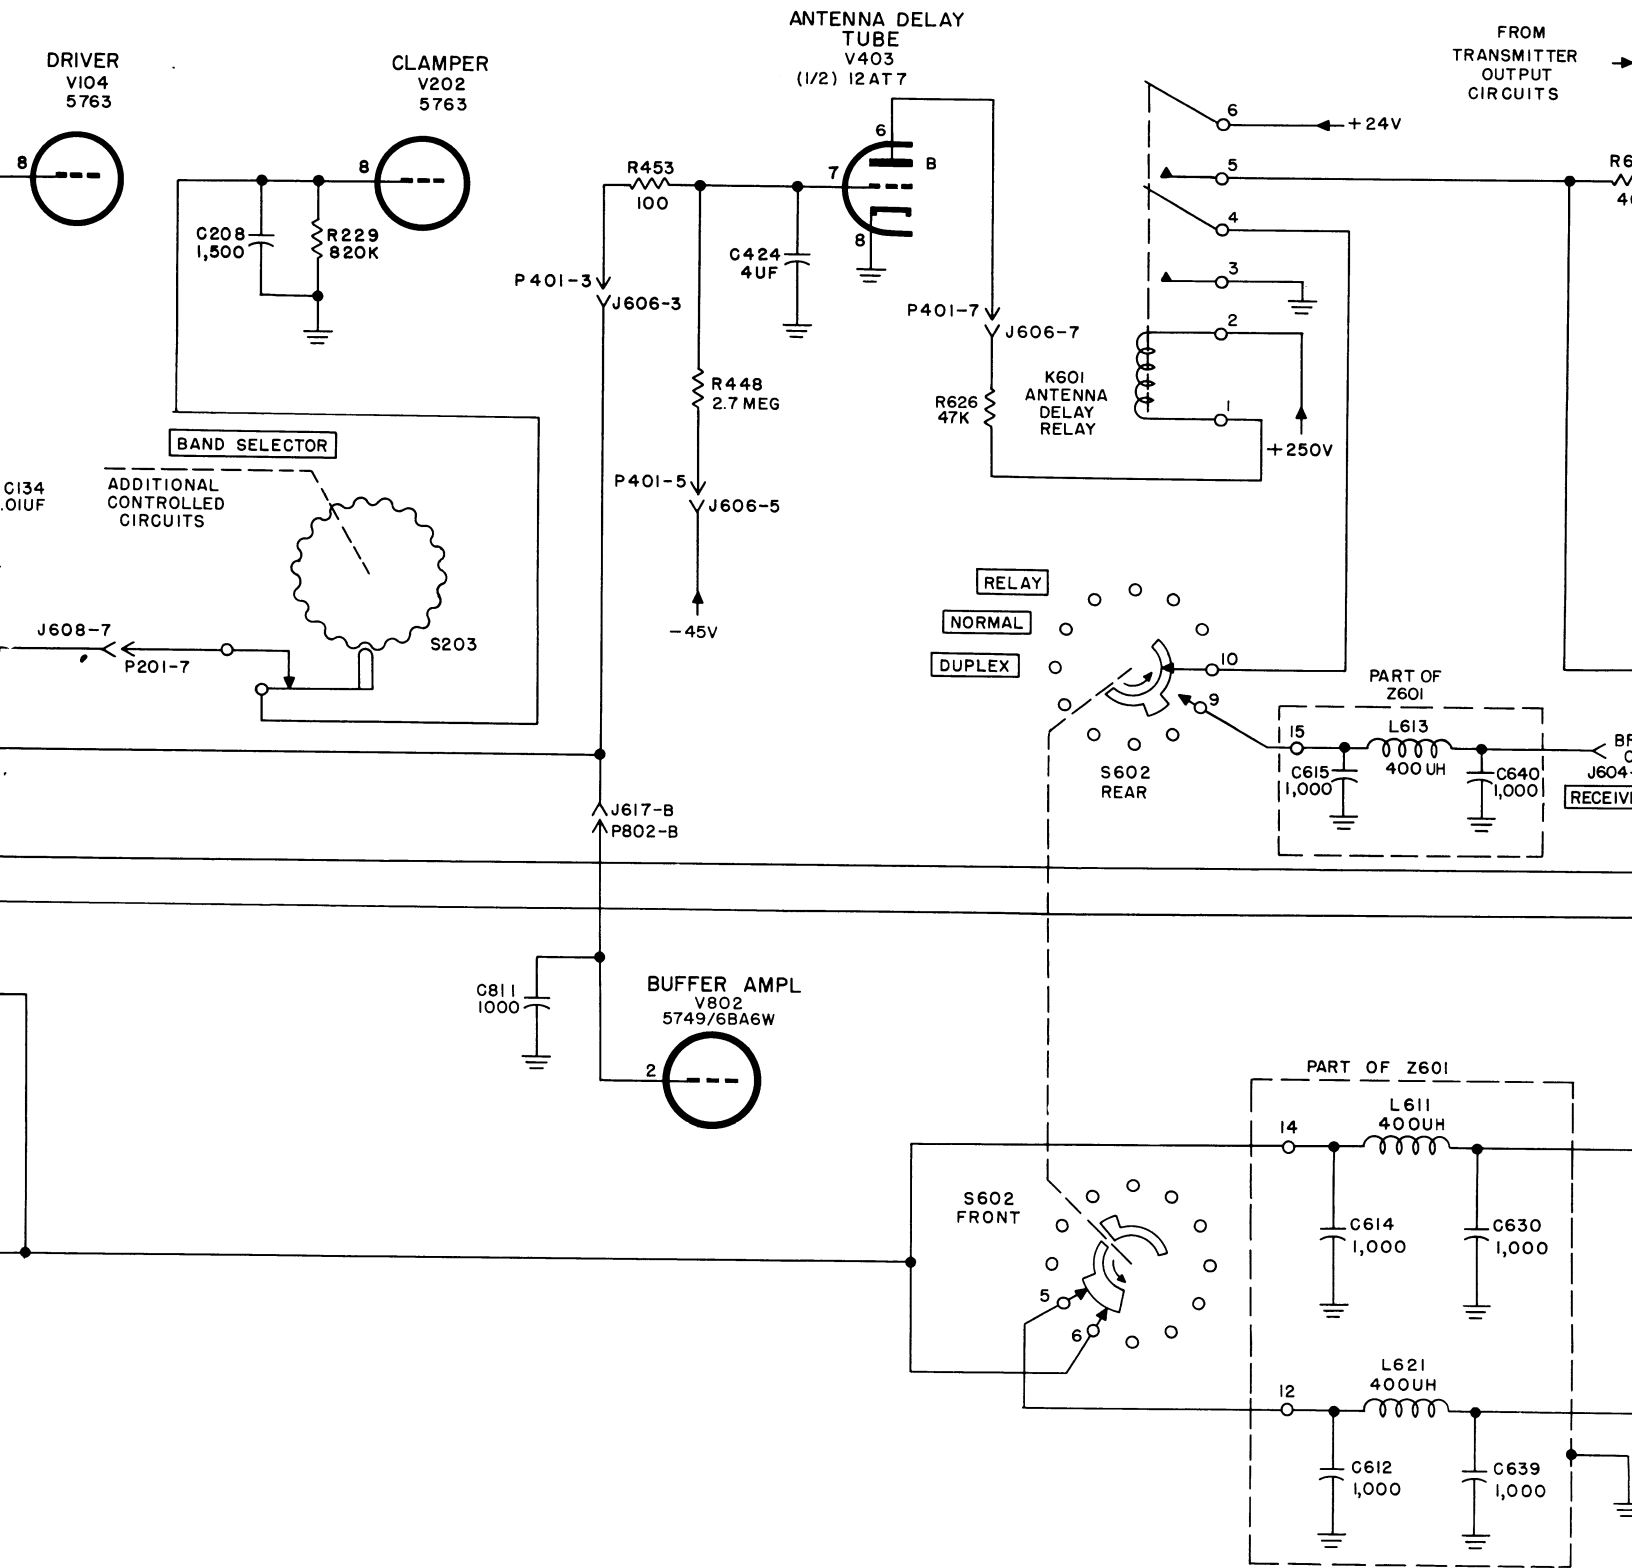 ANTENNA DELAY
TUBE
V403
(1/2) 12AT7
DRIVER
V104
5763
CLAMPER
V202
5763
FROM
TRANSMITTER
OUTPUT
CIRCUITS
8
8
6
B
7
8
6
+24V
5
4
3
2
1
R453
100
C208
1,500
R229
820K
C424
4UF
P401-3
J606-3
P401-7
J606-7
R448
2.7 MEG
R626
47K
K601
ANTENNA
DELAY
RELAY
+250V
BAND SELECTOR
ADDITIONAL
CONTROLLED
CIRCUITS
C134
.01UF
P401-5
J606-5
-45V
S203
J608-7
P201-7
RELAY
NORMAL
DUPLEX
10
9
S602
REAR
PART OF
Z601
15
L613
400 UH
C615
1,000
C640
1,000
J604-
J617-B
P802-B
C811
1000
BUFFER AMPL
V802
5749/6BA6W
2
PART OF Z601
L611
400UH
14
S602
FRONT
C614
1,000
C630
1,000
5
6
L621
400UH
12
C612
1,000
C639
1,000